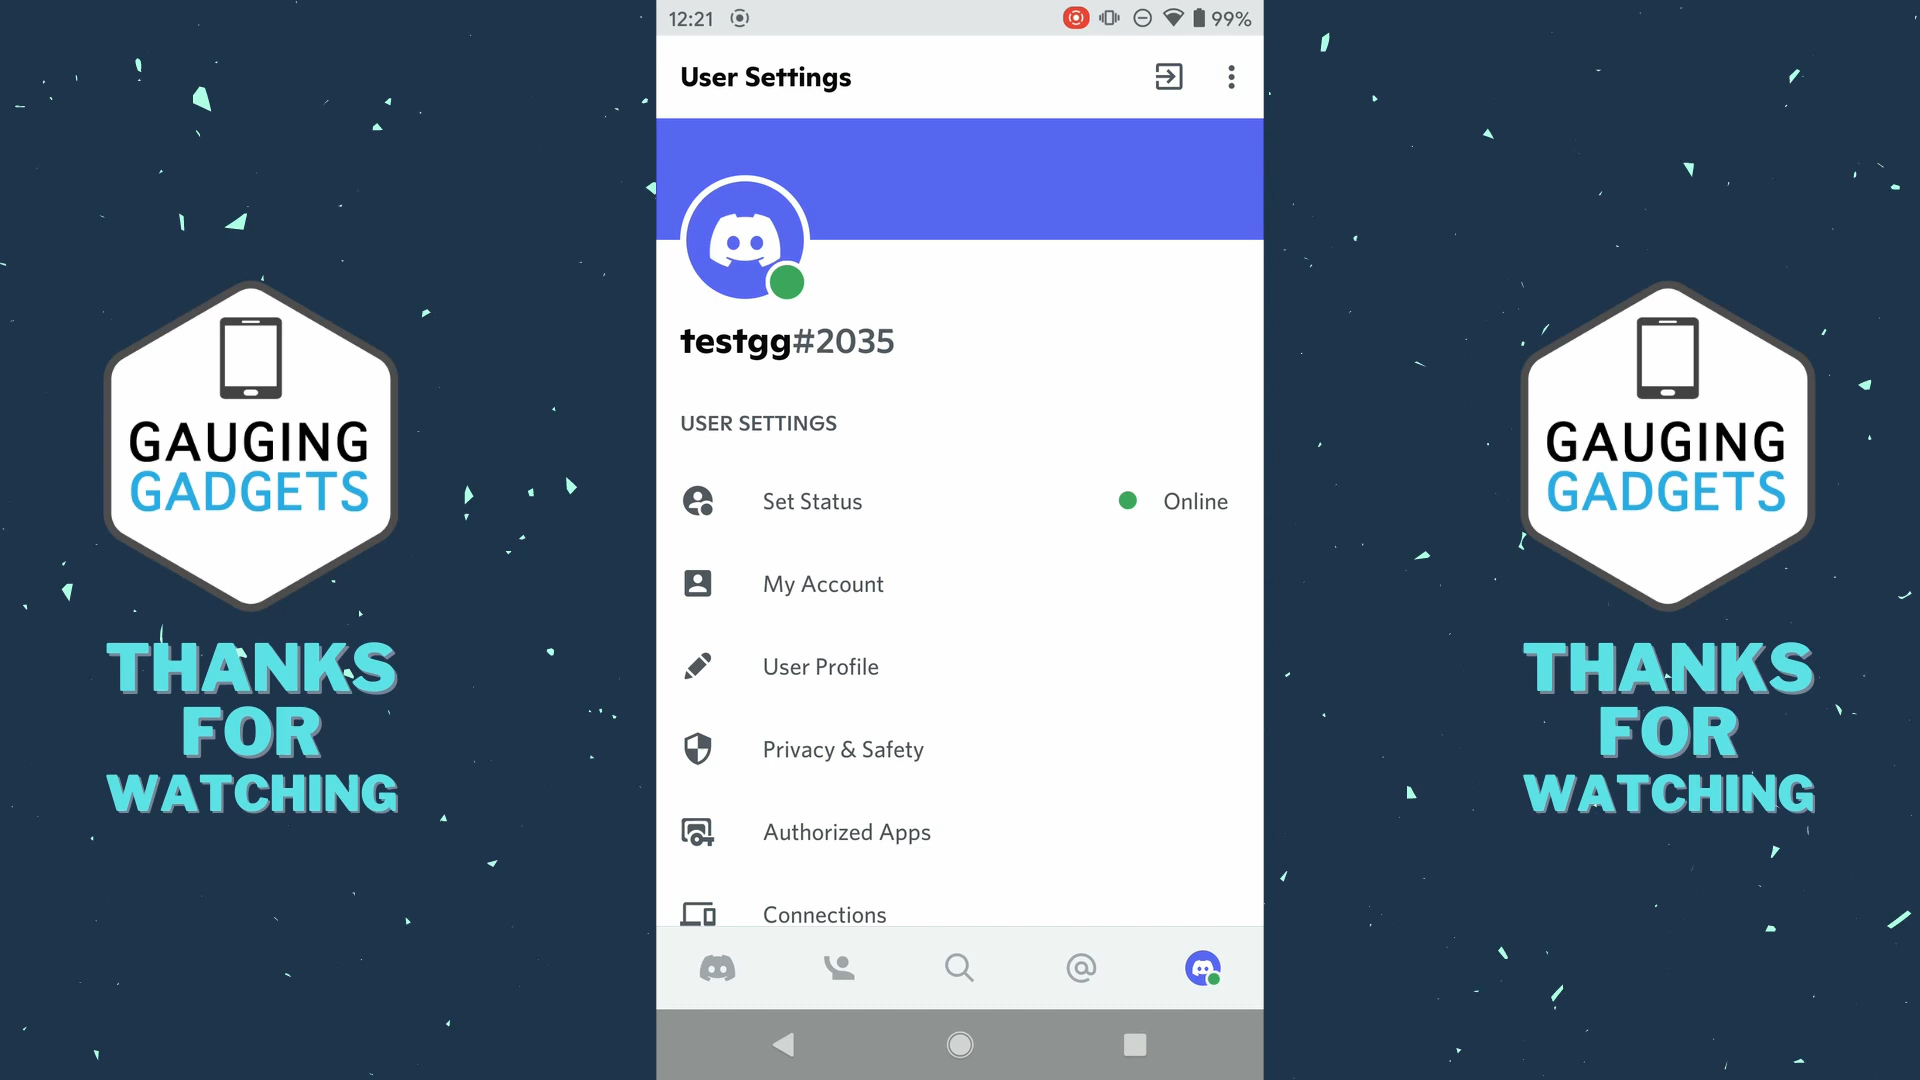 12:21
99%
User Settings
testgg#2035
USER SETTINGS
Set Status
Online
My Account
User Profile
Privacy & Safety
Authorized Apps
Connections
GAUGING
GADGETS
THANKS
FOR
WATCHING
GAUGING
GADGETS
THANKS
FOR
WATCHING